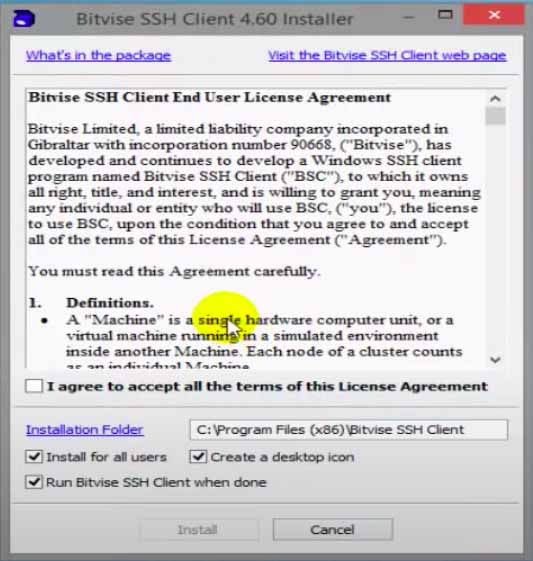 Bitvise SSH Client 4.60 Installer
What's in the package
Visit the Bitvise SSH Client web page
Bitvise SSH Client End User License Agreement
Bitvise Limited, a limited liability company incorporated in
Gibraltar with incorporation number 90668, ("Bitvise"), has
developed and continues to develop a Windows SSH client
program named Bitvise SSH Client ("BSC"), to which it owns
all right, title, and interest, and is willing to grant you, meaning
any individual or entity who will use BSC, ("you"), the license
to use BSC, upon the condition that you agree to and accept
all of the terms of this License Agreement ("Agreement").
You must read this Agreement carefully.
1. Definitions.
• A "Machine" is a single hardware computer unit, or a
virtual machine running in a simulated environment
inside another Machine. Each node of a cluster counts
as an individual Machine.
I agree to accept all the terms of this License Agreement
Installation Folder
C:\Program Files (x86)\Bitvise SSH Client
Install for all users
Create a desktop icon
Run Bitvise SSH Client when done
Install
Cancel